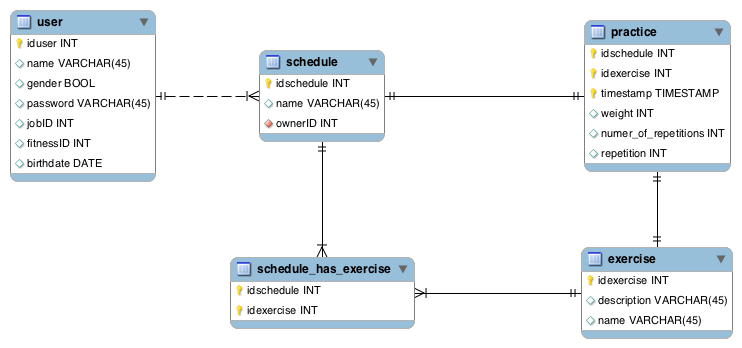 user
iduser INT
name VARCHAR(45)
gender BOOL
password VARCHAR(45)
jobID INT
fitnessID INT
birthdate DATE
schedule
idschedule INT
name VARCHAR(45)
ownerID INT
practice
idschedule INT
idexercise INT
timestamp TIMESTAMP
weight INT
numer_of_repetitions INT
repetition INT
schedule_has_exercise
idschedule INT
idexercise INT
exercise
idexercise INT
description VARCHAR(45)
name VARCHAR(45)